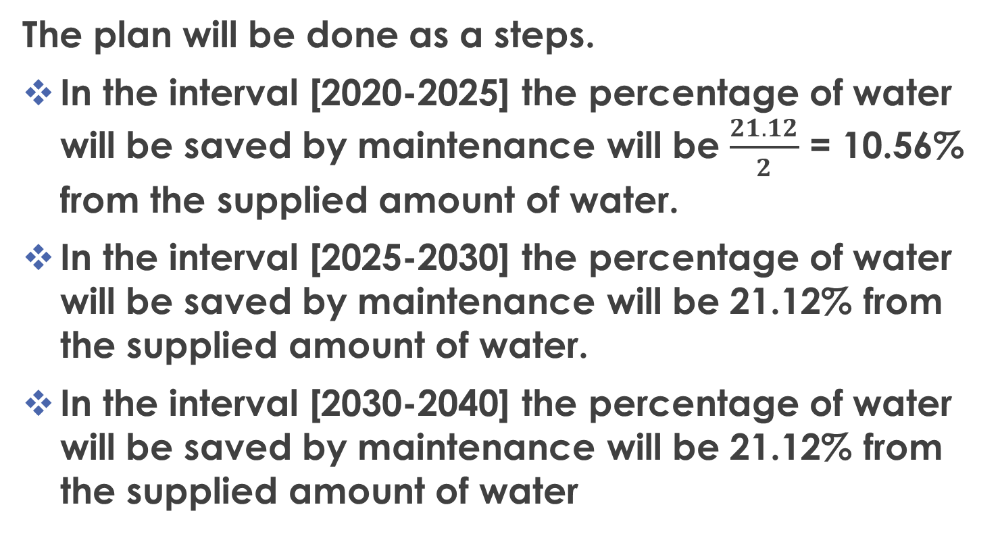 The plan will be done as a steps.
❖ In the interval [2020-2025] the percentage of water
will be saved by maintenance will be 21.12/2 = 10.56%
from the supplied amount of water.
❖ In the interval [2025-2030] the percentage of water
will be saved by maintenance will be 21.12% from
the supplied amount of water.
❖ In the interval [2030-2040] the percentage of water
will be saved by maintenance will be 21.12% from
the supplied amount of water